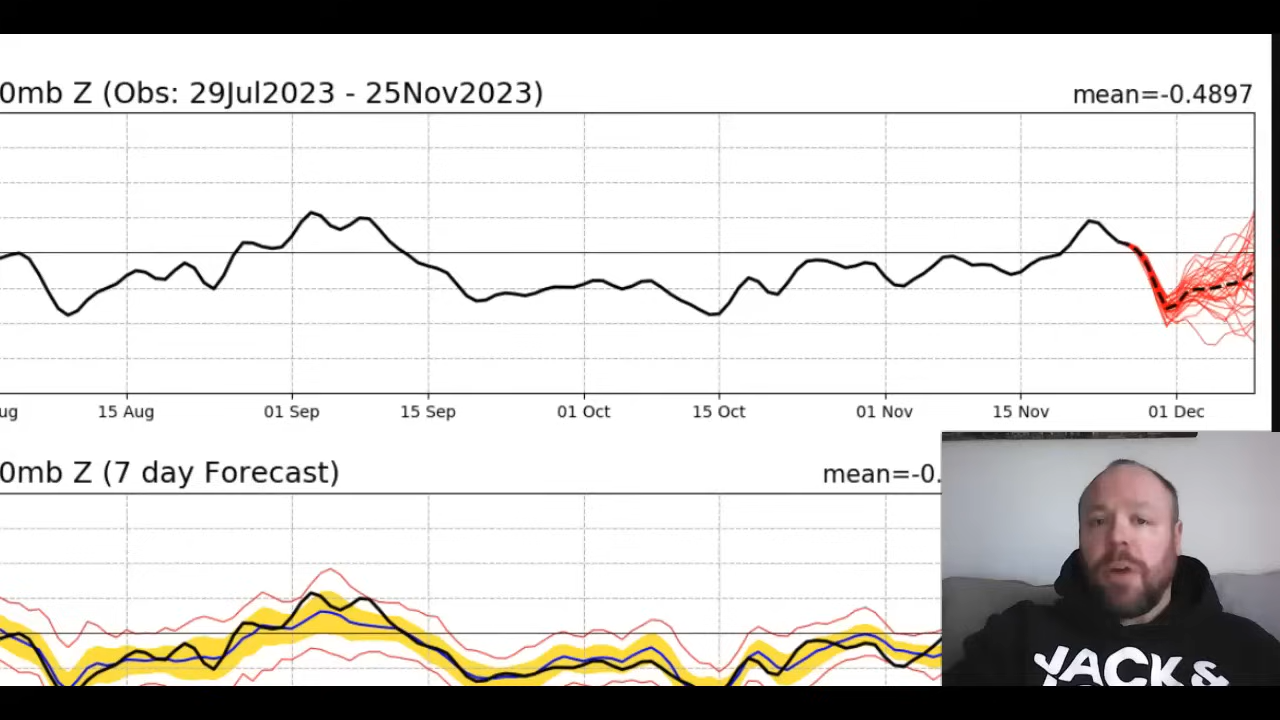 0mb Z (Obs: 29Jul2023 - 25Nov2023)
mean=-0.4897
ug
15 Aug
01 Sep
15 Sep
01 Oct
15 Oct
01 Nov
15 Nov
01 Dec
0mb Z (7 day Forecast)
mean=-0.
JACK &